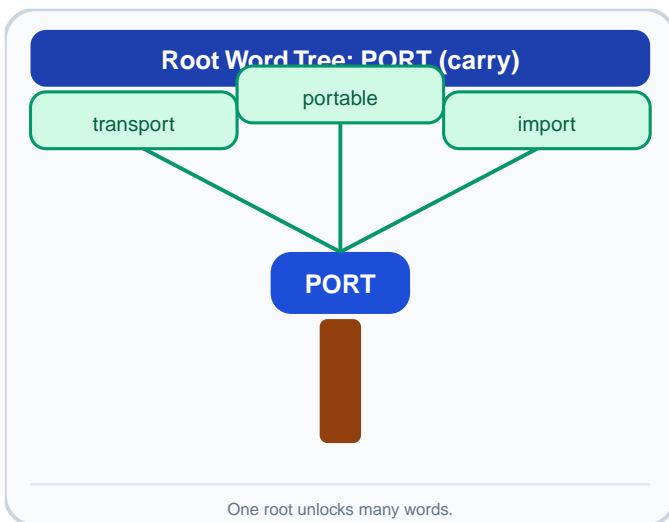 Root Word Tree: PORT (carry)
portable
transport
import
PORT
One root unlocks many words.